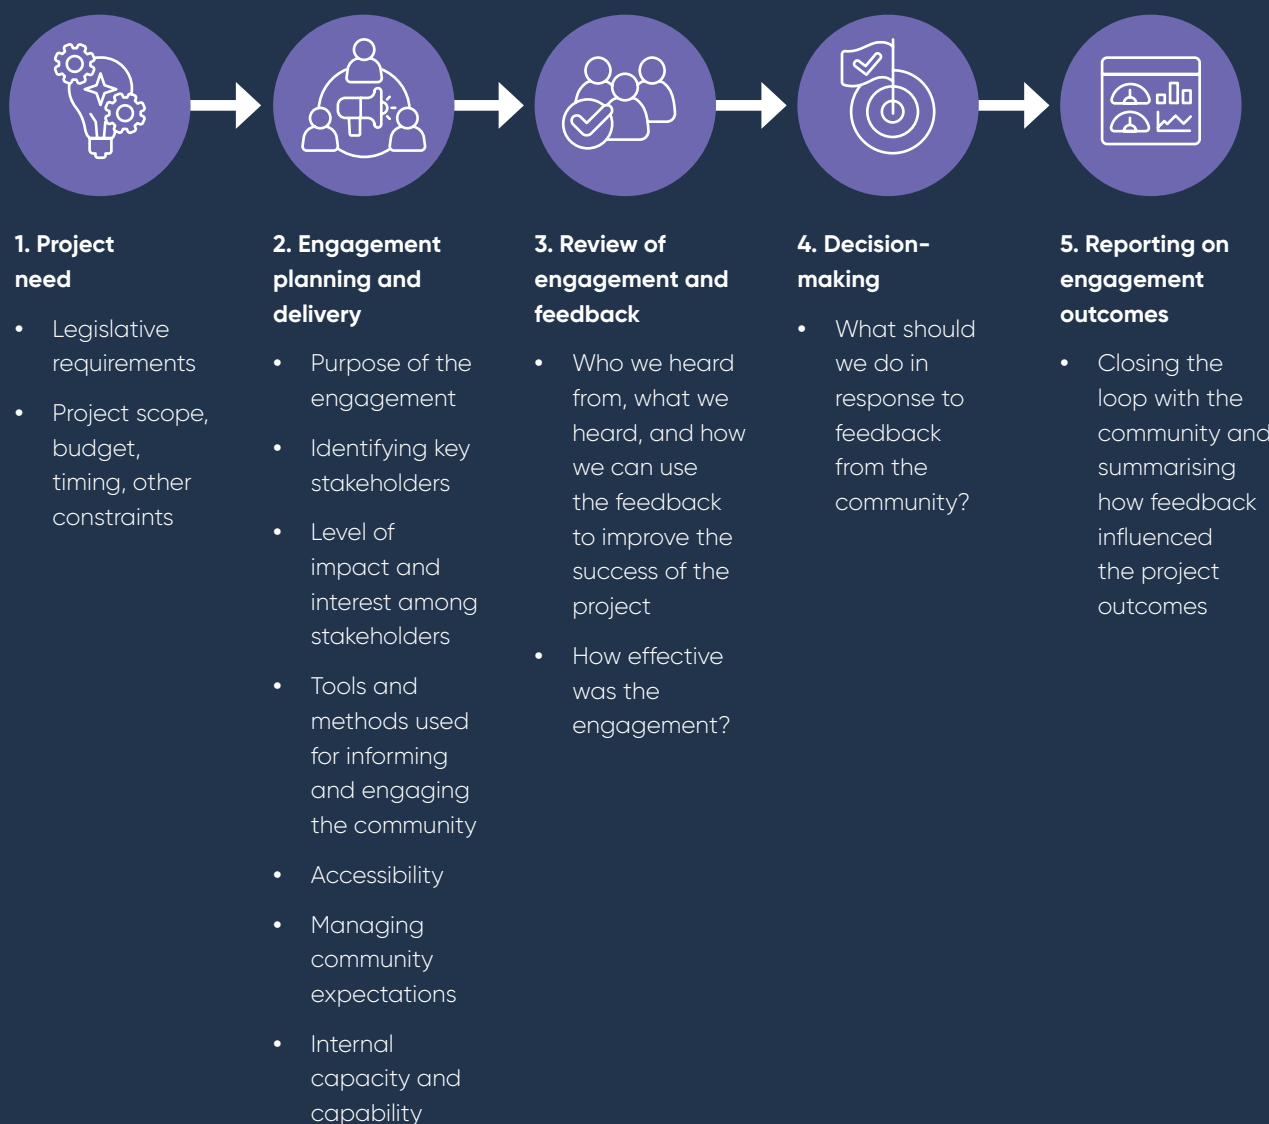 1. Project
need
• Legislative
requirements
• Project scope,
budget,
timing, other
constraints
2. Engagement
planning and
delivery
• Purpose of the
engagement
• Identifying key
stakeholders
• Level of
impact and
interest among
stakeholders
• Tools and
methods used
for informing
and engaging
the community
• Accessibility
• Managing
community
expectations
• Internal
capacity and
capability
3. Review of
engagement and
feedback
• Who we heard
from, what we
heard, and how
we can use
the feedback
to improve the
success of the
project
• How effective
was the
engagement?
4. Decision-
making
• What should
we do in
response to
feedback
from the
community?
5. Reporting on
engagement
outcomes
• Closing the
loop with the
community and
summarising
how feedback
influenced
the project
outcomes